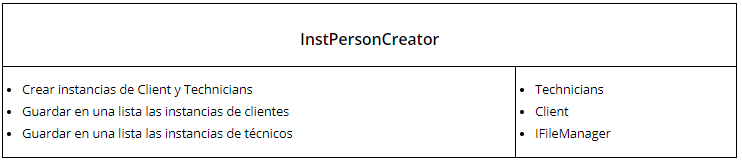 InstPersonCreator
Crear instancias de Client y Technicians
Guardar en una lista las instancias de clientes
Guardar en una lista las instancias de técnicos
Technicians
Client
IFileManager